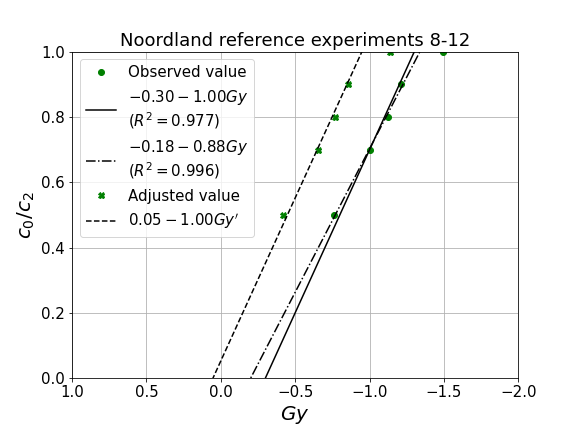 Noordland reference experiments 8-12
1.0
0.8
0.6
0.4
0.2
0.0
c₀/c₂
Observed value
−0.30 − 1.00Gy
(R² = 0.977)
−0.18 − 0.88Gy
(R² = 0.996)
Adjusted value
0.05 − 1.00Gy′
1.0 0.5 0.0 −0.5 −1.0 −1.5 −2.0
Gy